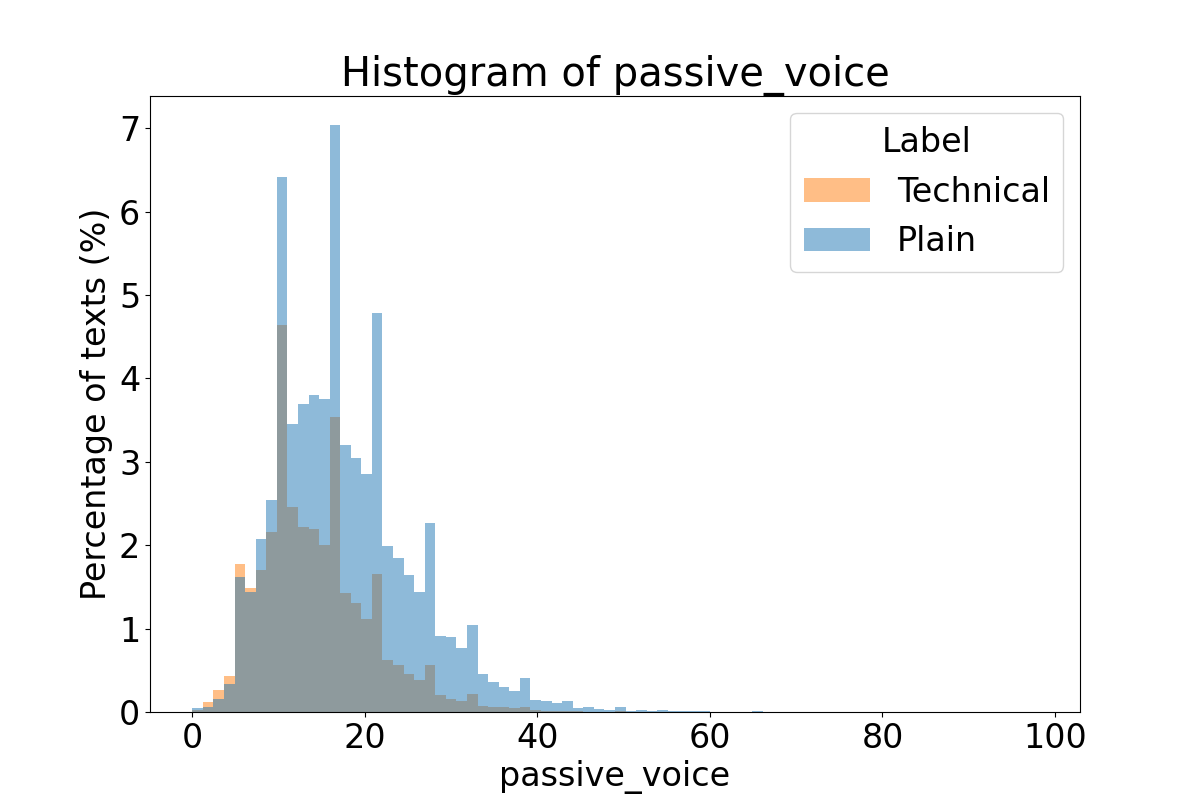 Histogram of passive_voice
Label
Technical
Plain
Percentage of texts (%)
7
6
5
4
3
2
1
0
0 20 40 60 80 100
passive_voice